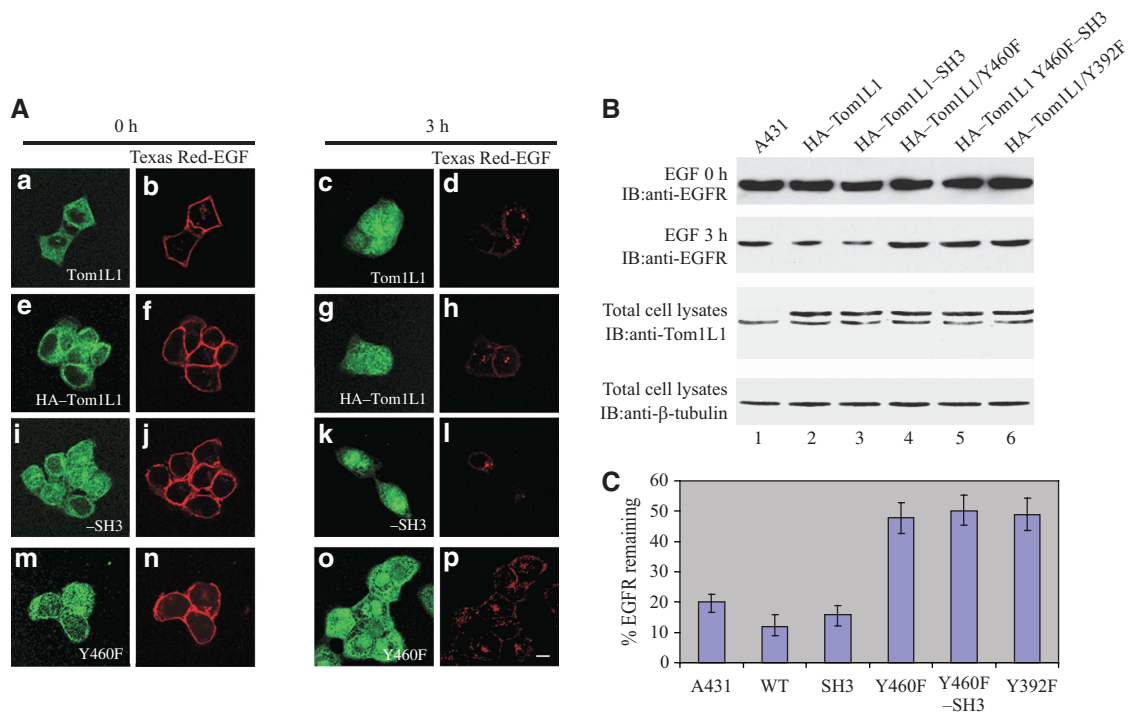 A
0 h
3 h
Texas Red-EGF
Texas Red-EGF
a
b
c
d
Tom1L1
Tom1L1
e
f
g
h
HA–Tom1L1
HA–Tom1L1
i
j
k
l
–SH3
–SH3
m
n
o
p
Y460F
Y460F
B
A431
HA–Tom1L1
HA–Tom1L1–SH3
HA–Tom1L1/Y460F
HA–Tom1L1 Y460F–SH3
HA–Tom1L1/Y392F
EGF 0 h
IB:anti-EGFR
EGF 3 h
IB:anti-EGFR
Total cell lysates
IB:anti-Tom1L1
Total cell lysates
IB:anti-β-tubulin
1 2 3 4 5 6
C
% EGFR remaining
60
50
40
30
20
10
0
A431 WT SH3 Y460F Y460F Y392F
–SH3